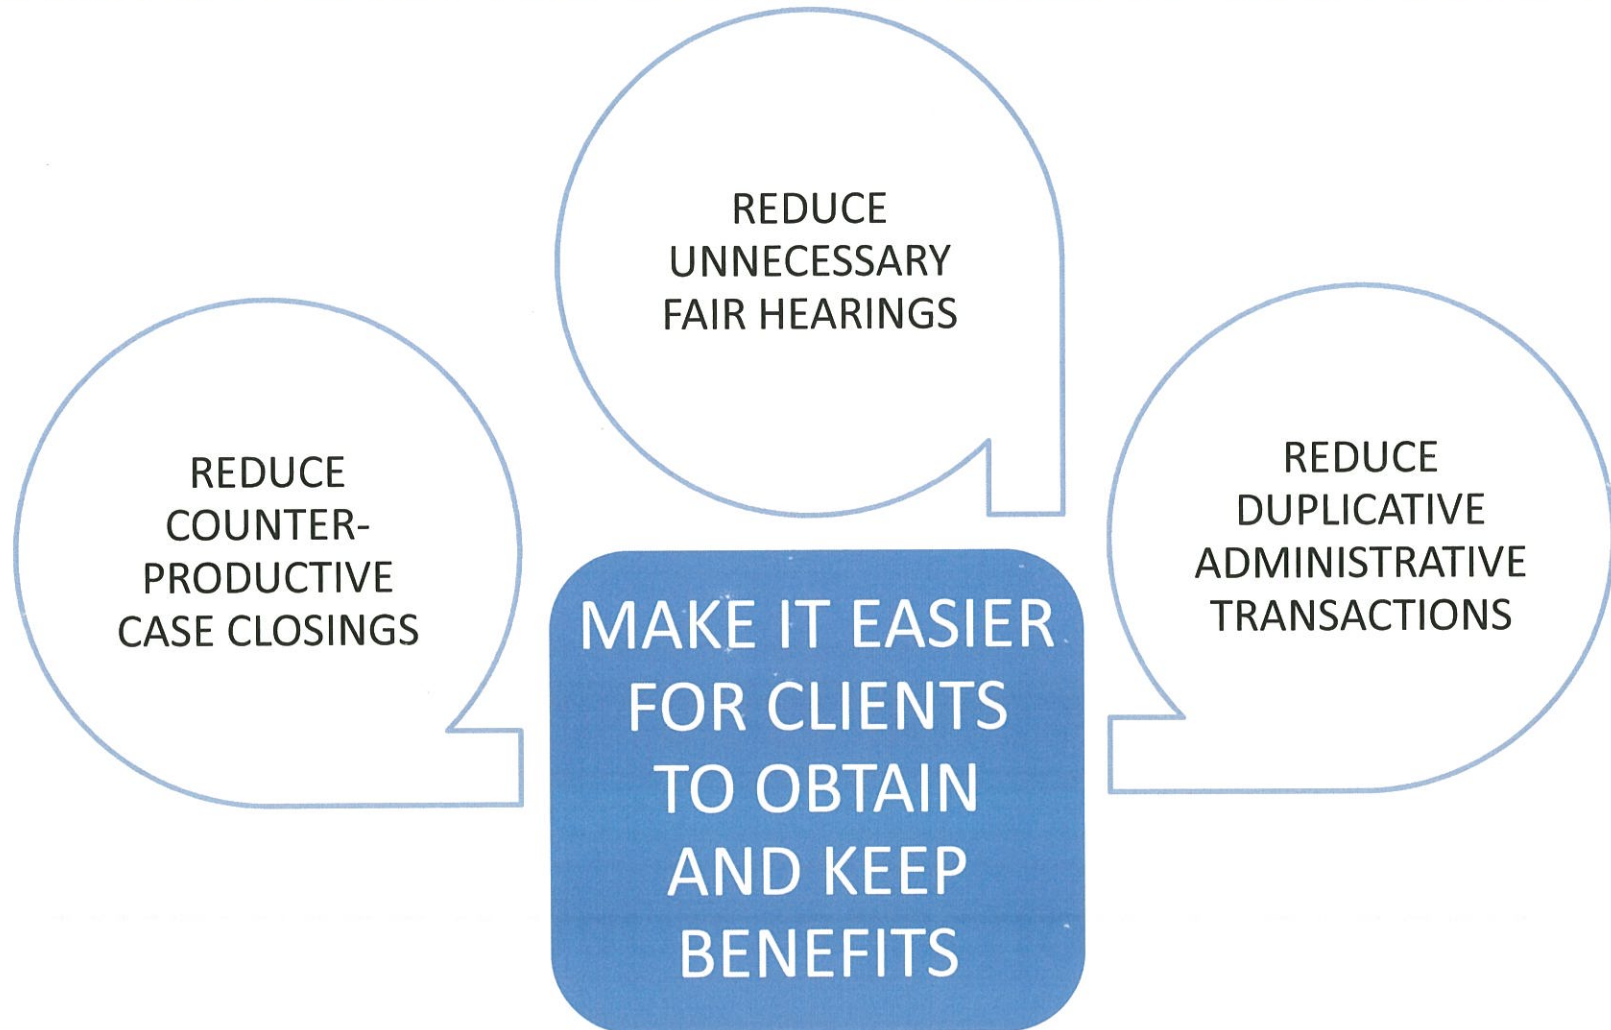 REDUCE
UNNECESSARY
FAIR HEARINGS
REDUCE
COUNTER-
PRODUCTIVE
CASE CLOSINGS
REDUCE
DUPLICATIVE
ADMINISTRATIVE
TRANSACTIONS
MAKE IT EASIER
FOR CLIENTS
TO OBTAIN
AND KEEP
BENEFITS